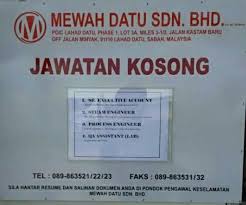 MEWAH DATU SDN. BHD
POIC LAHAD DATU, PHASE 1, LOT 3A, MILES 3-1/2, JALAN KASTAM BARU
OFF JALAN MINYAK, 91110 LAHAD DATU, SABAH, MALAYSIA
JAWATAN KOSONG
1. SR. EXECUTIVE ACCOUNT
2. STEAM ENGINEER
3. PROCESS ENGINEER
4. QA ASSISTANT (LAB)
TEL : 089-863521/22/23 FAKS : 089-863531/32
SILA HANTAR RESUME DAN SALINAN DOKUMEN ANDA DI PONDOK PENGAWAL KESELAMATAN
MEWAH DATU SDN BHD.